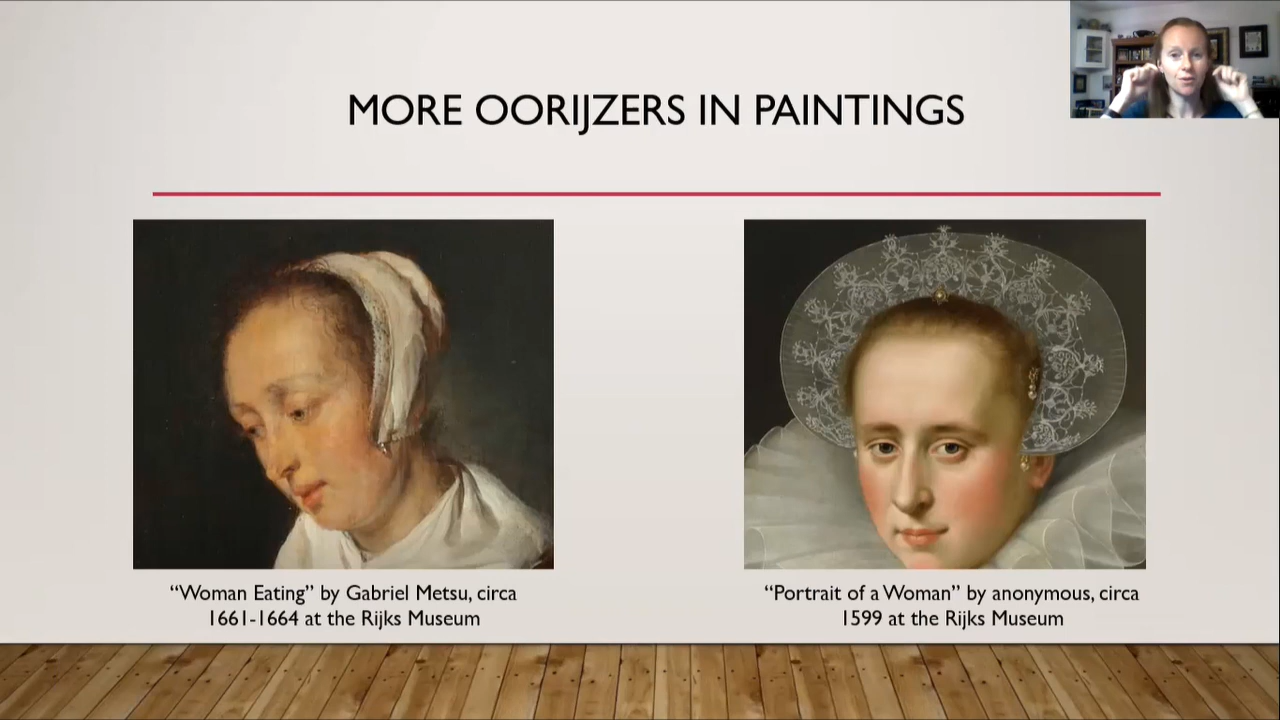 MORE OORIJZERS IN PAINTINGS
“Woman Eating” by Gabriel Metsu, circa
1661-1664 at the Rijks Museum
“Portrait of a Woman” by anonymous, circa
1599 at the Rijks Museum